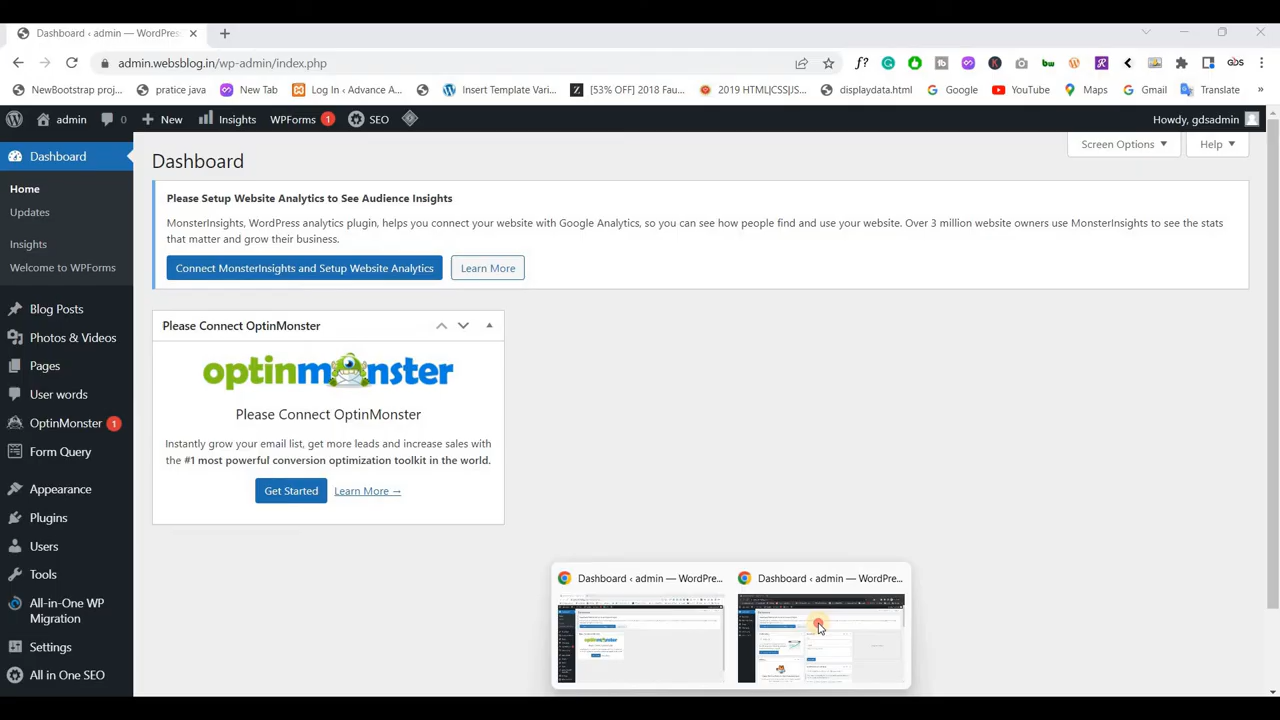 Dashboard ‹ admin — WordPres
admin.websblog.in/wp-admin/index.php
f?
bw
GDS
NewBootstrap proj...
pratice java
New Tab
Log In ‹ Advance A...
Insert Template Vari...
[53% OFF] 2018 Fau...
2019 HTML|CSS|JS...
displaydata.html
Google
YouTube
Maps
Gmail
Translate
»
admin
0
New
Insights
WPForms 1
SEO
Howdy, gdsadmin
Dashboard
Home
Updates
Insights
Welcome to WPForms
Blog Posts
Photos & Videos
Pages
User words
OptinMonster 1
Form Query
Appearance
Plugins
Users
Tools
All-in-One WP
Migration
Settings
All in One SEO
Screen Options
Help
Dashboard
Please Setup Website Analytics to See Audience Insights
MonsterInsights, WordPress analytics plugin, helps you connect your website with Google Analytics, so you can see how people find and use your website. Over 3 million website owners use MonsterInsights to see the stats
that matter and grow their business.
Connect MonsterInsights and Setup Website Analytics
Learn More
Please Connect OptinMonster
optinmonster
Please Connect OptinMonster
Instantly grow your email list, get more leads and increase sales with
the #1 most powerful conversion optimization toolkit in the world.
Get Started
Learn More →
Dashboard ‹ admin — WordPre...
Dashboard ‹ admin — WordPre...